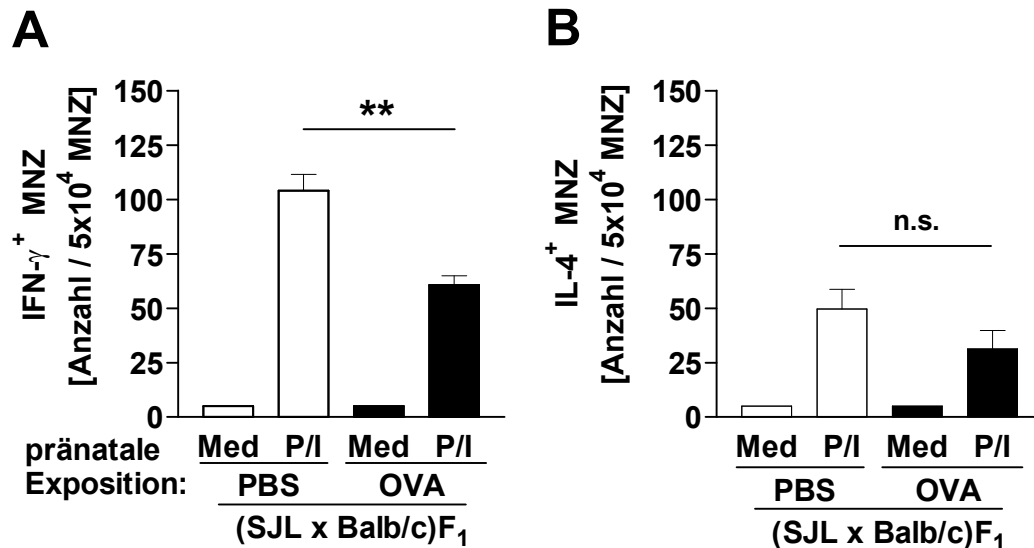 A
IFN-γ⁺ MNZ
[Anzahl / 5x10⁴ MNZ]
150
125
100
75
50
25
0
**
Med P/I Med P/I
pränatale
Exposition:
PBS OVA
(SJL x Balb/c)F₁
B
IL-4⁺ MNZ
[Anzahl / 5x10⁴ MNZ]
150
125
100
75
50
25
0
n.s.
Med P/I Med P/I
PBS OVA
(SJL x Balb/c)F₁